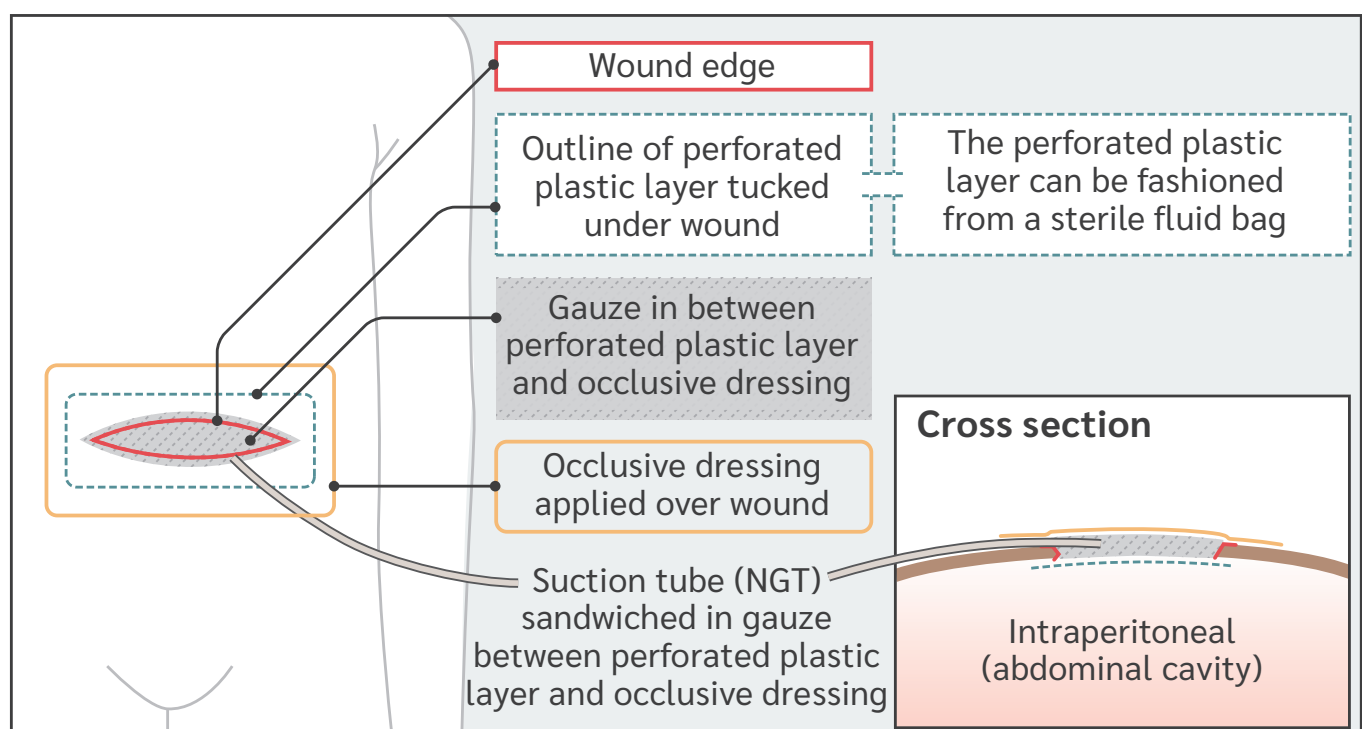 Wound edge
Outline of perforated
plastic layer tucked
under wound
The perforated plastic
layer can be fashioned
from a sterile fluid bag
Gauze in between
perforated plastic layer
and occlusive dressing
Occlusive dressing
applied over wound
Suction tube (NGT)
sandwiched in gauze
between perforated plastic
layer and occlusive dressing
Cross section
Intraperitoneal
(abdominal cavity)